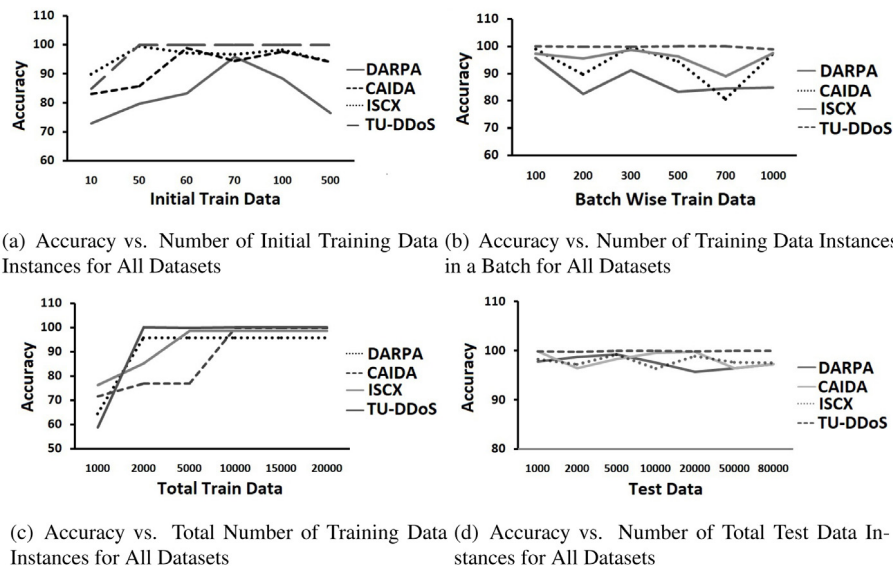 110
100
90
80
70
60
Accuracy
10 50 60 70 100 500
Initial Train Data
DARPA
CAIDA
ISCX
TU-DDoS
110
100
90
80
70
60
Accuracy
100 200 300 500 700 1000
Batch Wise Train Data
DARPA
CAIDA
ISCX
TU-DDoS
(a) Accuracy vs. Number of Initial Training Data
Instances for All Datasets
(b) Accuracy vs. Number of Training Data Instances
in a Batch for All Datasets
110
100
90
80
70
60
50
Accuracy
1000 2000 5000 10000 15000 20000
Total Train Data
DARPA
CAIDA
ISCX
TU-DDoS
110
100
90
80
Accuracy
1000 2000 5000 10000 20000 50000 80000
Test Data
DARPA
CAIDA
ISCX
TU-DDoS
(c) Accuracy vs. Total Number of Training Data
Instances for All Datasets
(d) Accuracy vs. Number of Total Test Data In-
stances for All Datasets